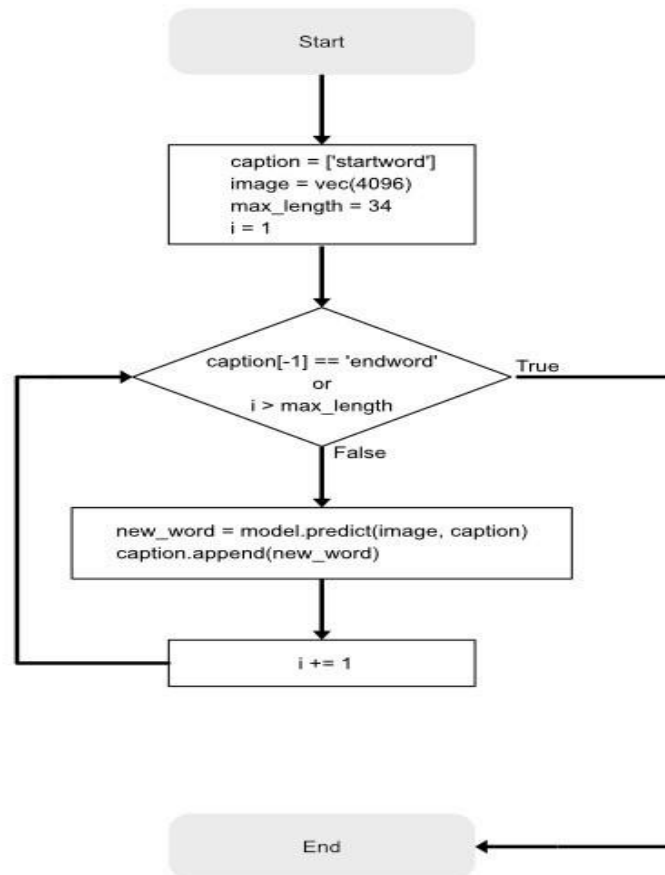 Start
caption = ['startword']
image = vec(4096)
max_length = 34
i = 1
caption[-1] == 'endword'
or
i > max_length
True
False
new_word = model.predict(image, caption)
caption.append(new_word)
i += 1
End